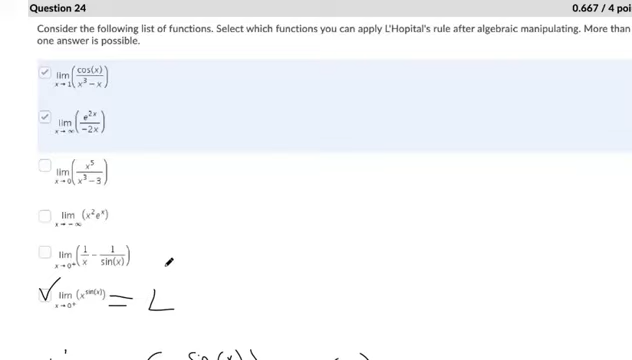 Question 24 0.667 / 4 poi
Consider the following list of functions. Select which functions you can apply L'Hopital's rule after algebraic manipulating. More than
one answer is possible.
lim x→1 (cos(x) / x³ − x)
lim x→∞ (e²ˣ / −2x)
lim x→0 (x⁵ / x³ − 3)
lim x→−∞ (x²eˣ)
lim x→0⁺ (1/x − 1/sin(x))
lim x→0⁺ (x^sin(x)) = L
sin(x)